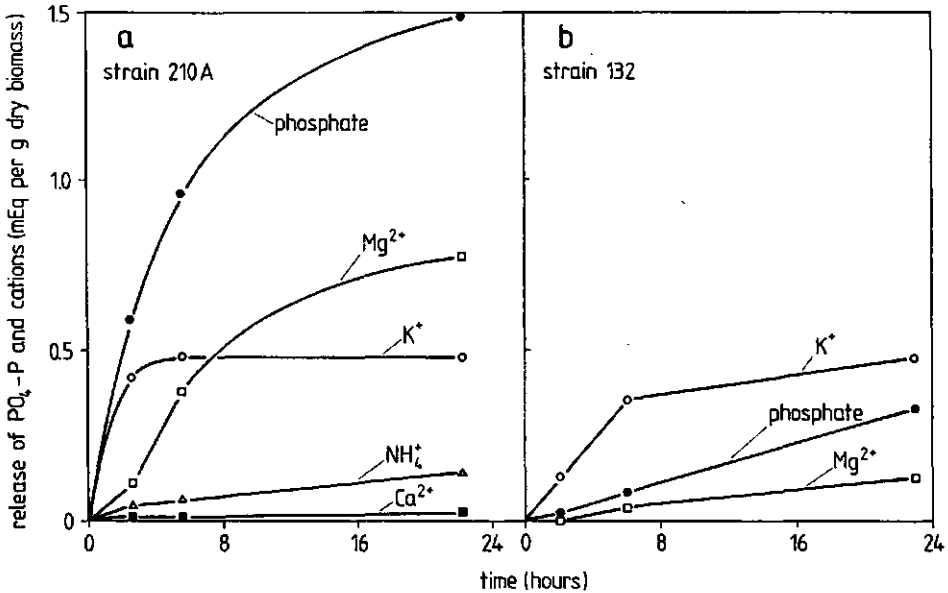 release of PO₄-P and cations (mEq per g dry biomass)
1.5
1.0
0.5
0
a
strain 210A
phosphate
Mg²⁺
K⁺
NH₄⁺
Ca²⁺
0
8
16
24
b
strain 132
K⁺
phosphate
Mg²⁺
0
8
16
24
time (hours)